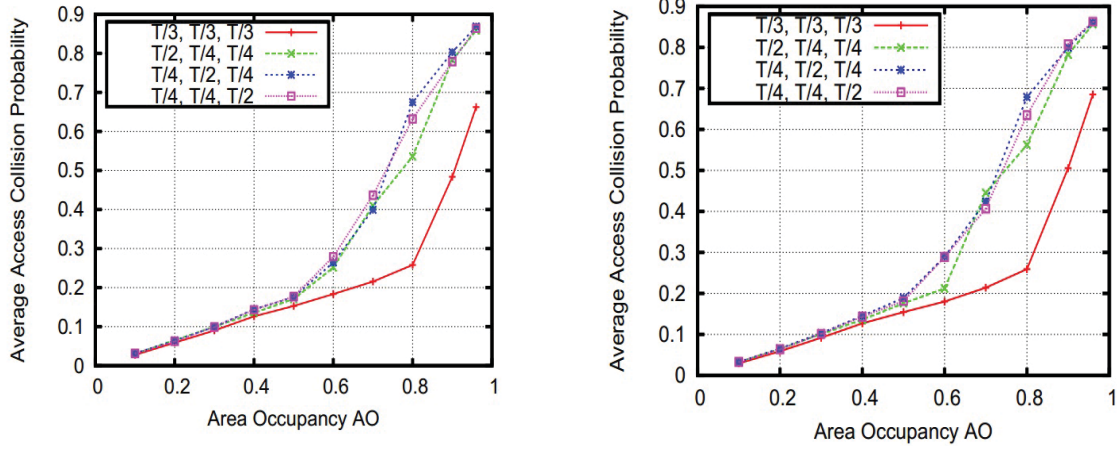 Average Access Collision Probability
0.9
0.8
0.7
0.6
0.5
0.4
0.3
0.2
0.1
0
T/3, T/3, T/3
T/2, T/4, T/4
T/4, T/2, T/4
T/4, T/4, T/2
0 0.2 0.4 0.6 0.8 1
Area Occupancy AO
Average Access Collision Probability
0.9
0.8
0.7
0.6
0.5
0.4
0.3
0.2
0.1
0
T/3, T/3, T/3
T/2, T/4, T/4
T/4, T/2, T/4
T/4, T/4, T/2
0 0.2 0.4 0.6 0.8 1
Area Occupancy AO